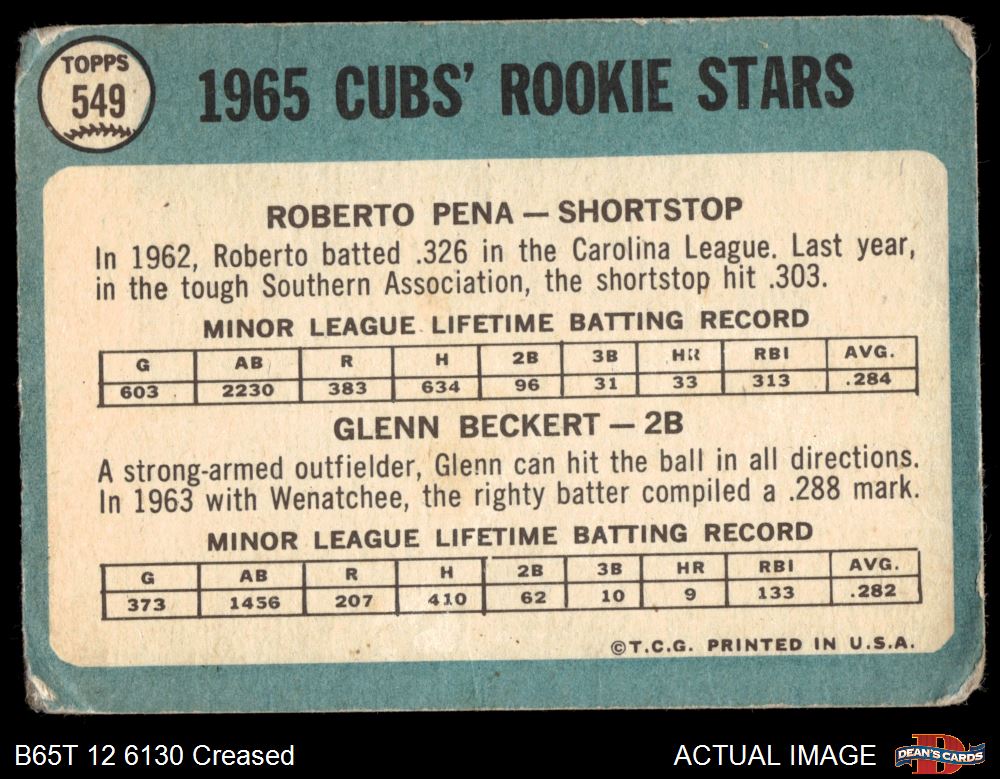 TOPPS
549
1965 CUBS' ROOKIE STARS
ROBERTO PENA — SHORTSTOP
In 1962, Roberto batted .326 in the Carolina League. Last year,
in the tough Southern Association, the shortstop hit .303.
MINOR LEAGUE LIFETIME BATTING RECORD
G AB R H 2B 3B HR RBI AVG.
603 2230 383 634 96 31 33 313 .284
GLENN BECKERT — 2B
A strong-armed outfielder, Glenn can hit the ball in all directions.
In 1963 with Wenatchee, the righty batter compiled a .288 mark.
MINOR LEAGUE LIFETIME BATTING RECORD
G AB R H 2B 3B HR RBI AVG.
373 1456 207 410 62 10 9 133 .282
©T.C.G. PRINTED IN U.S.A.
B65T 12 6130 Creased
ACTUAL IMAGE
DEAN'S CARDS